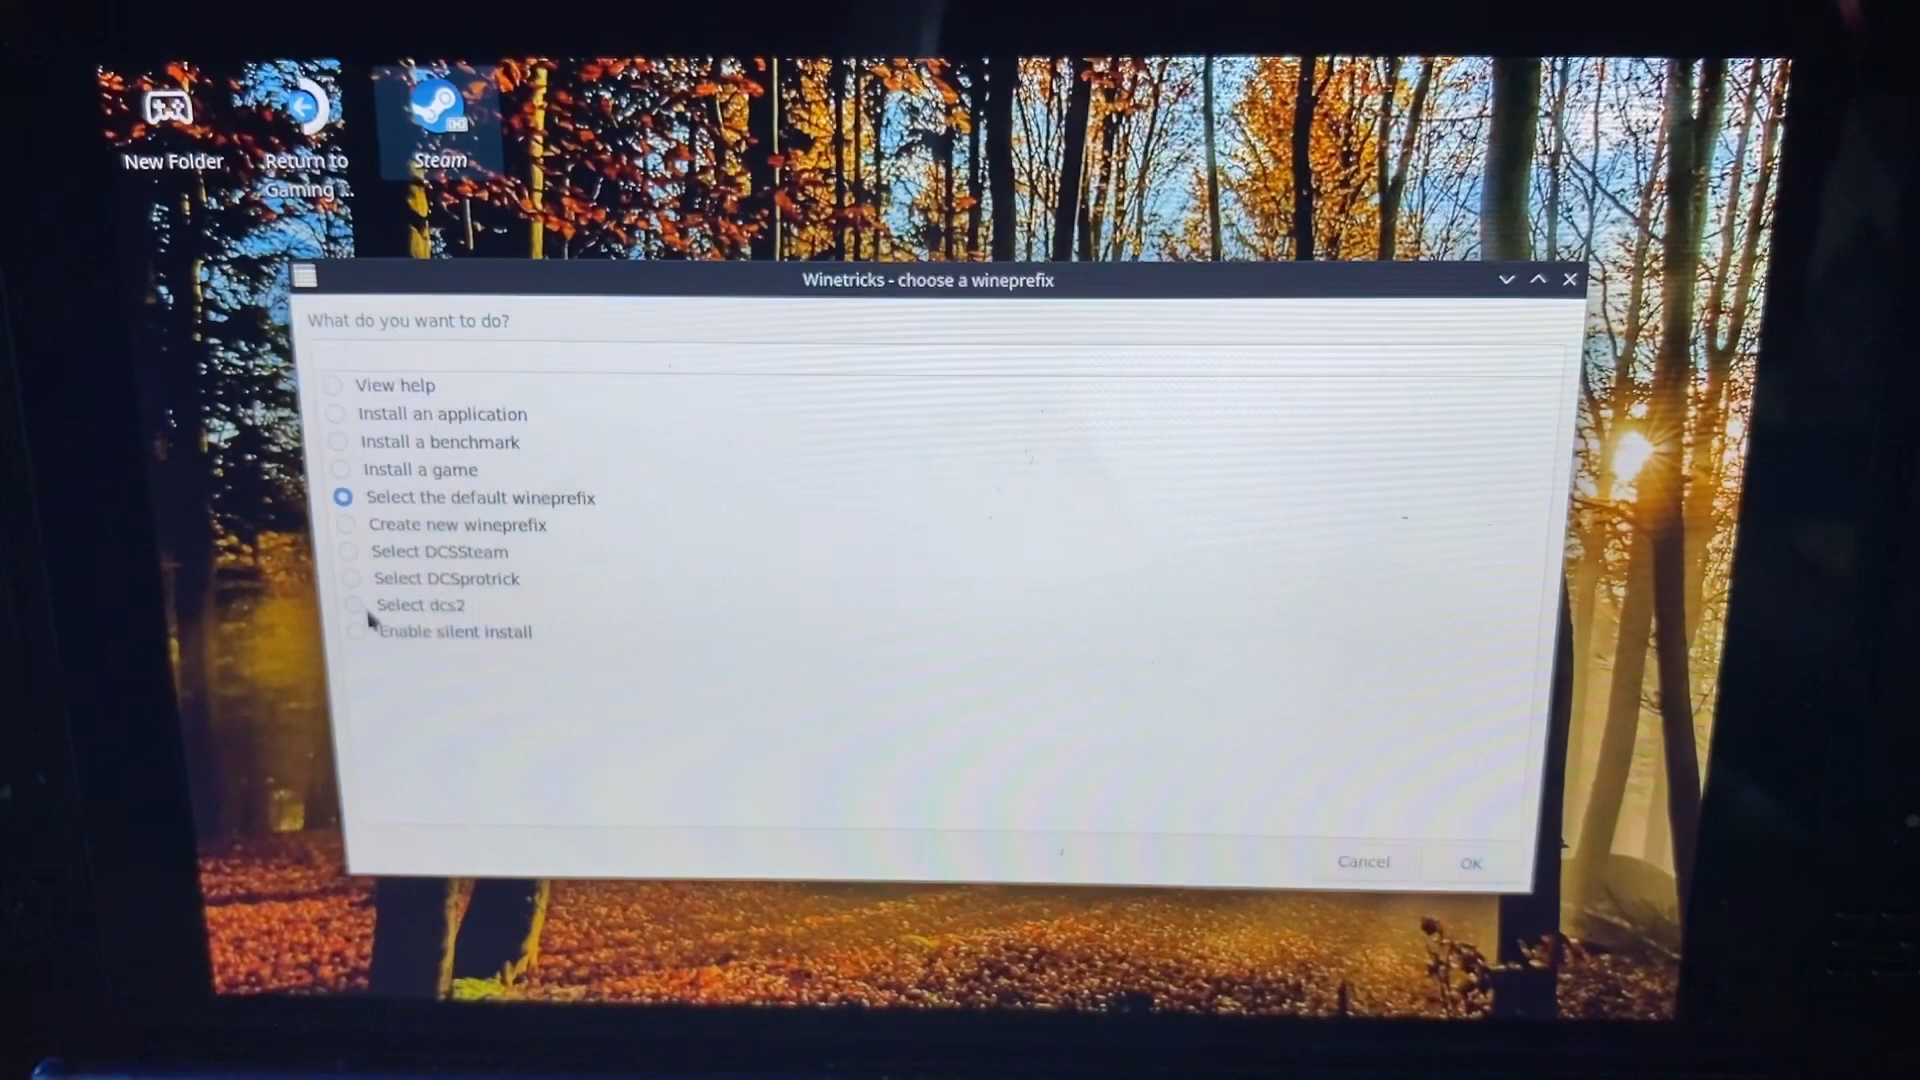 New Folder
Return to
Gaming ...
Steam
Winetricks - choose a wineprefix
What do you want to do?
View help
Install an application
Install a benchmark
Install a game
Select the default wineprefix
Create new wineprefix
Select DCSSteam
Select DCSprotrick
Select dcs2
Enable silent install
Cancel
OK